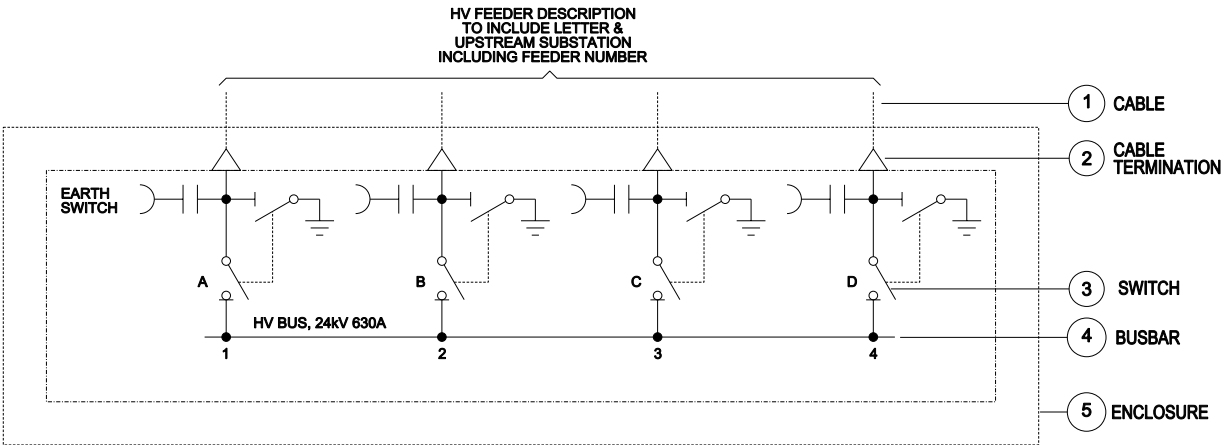 HV FEEDER DESCRIPTION
TO INCLUDE LETTER &
UPSTREAM SUBSTATION
INCLUDING FEEDER NUMBER
1 CABLE
2 CABLE
TERMINATION
EARTH
SWITCH
A
B
C
D
3 SWITCH
HV BUS, 24kV 630A
4 BUSBAR
1
2
3
4
5 ENCLOSURE